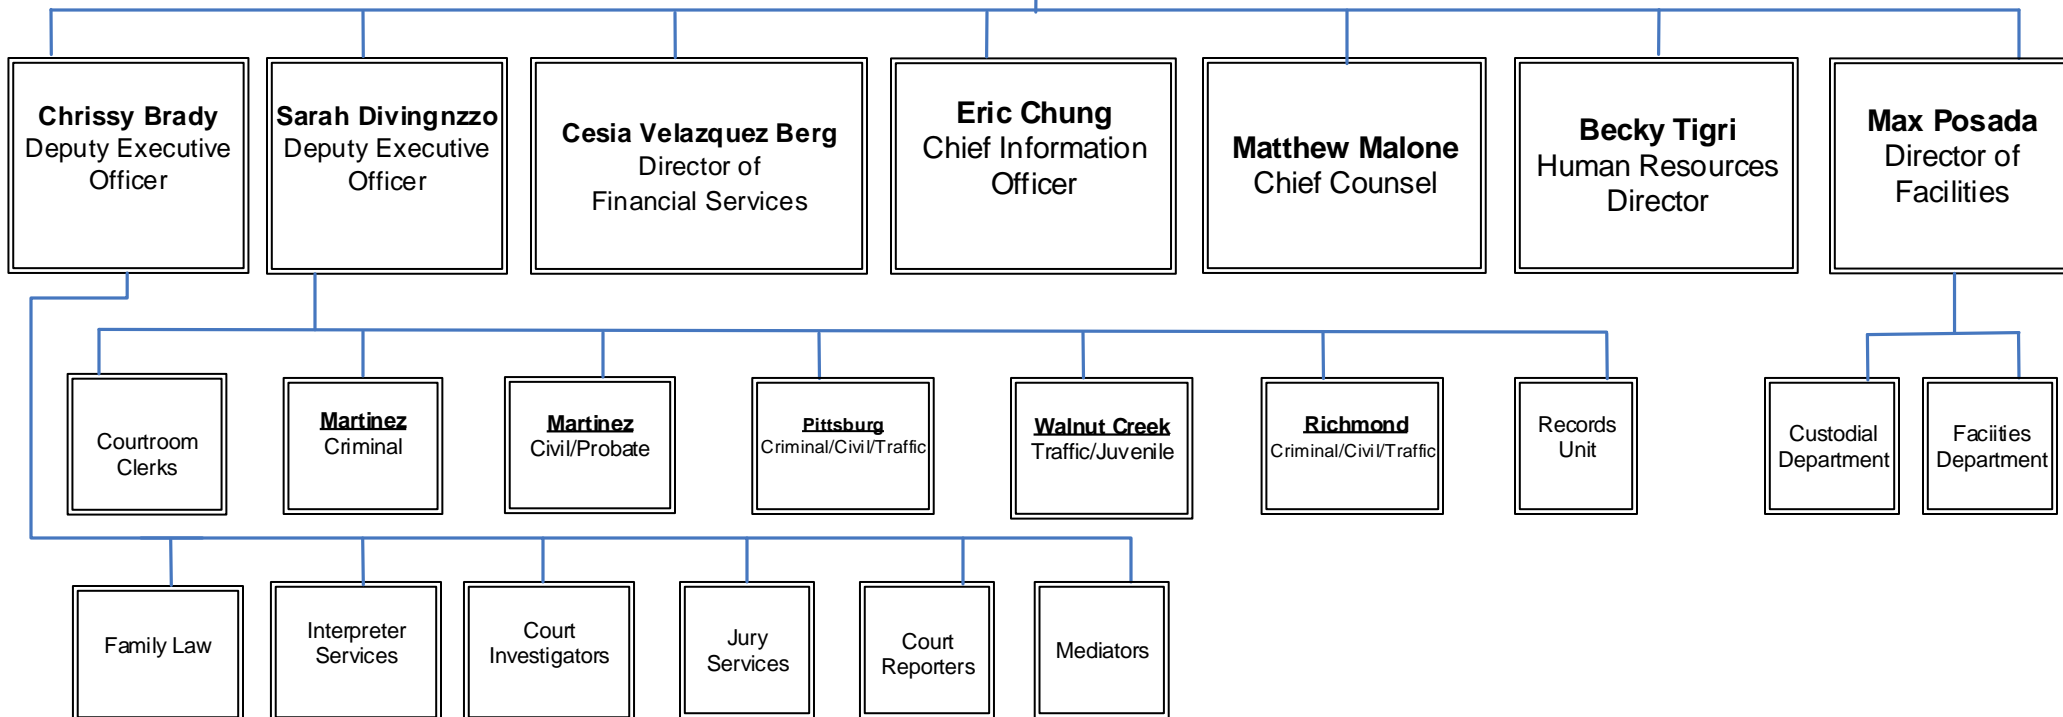 Chrissy Brady
Deputy Executive
Officer
Sarah Divingnzzo
Deputy Executive
Officer
Cesia Velazquez Berg
Director of
Financial Services
Eric Chung
Chief Information
Officer
Matthew Malone
Chief Counsel
Becky Tigri
Human Resources
Director
Max Posada
Director of
Facilities
Courtroom
Clerks
Martinez
Criminal
Martinez
Civil/Probate
Pittsburg
Criminal/Civil/Traffic
Walnut Creek
Traffic/Juvenile
Richmond
Criminal/Civil/Traffic
Records
Unit
Custodial
Department
Faciities
Department
Family Law
Interpreter
Services
Court
Investigators
Jury
Services
Court
Reporters
Mediators